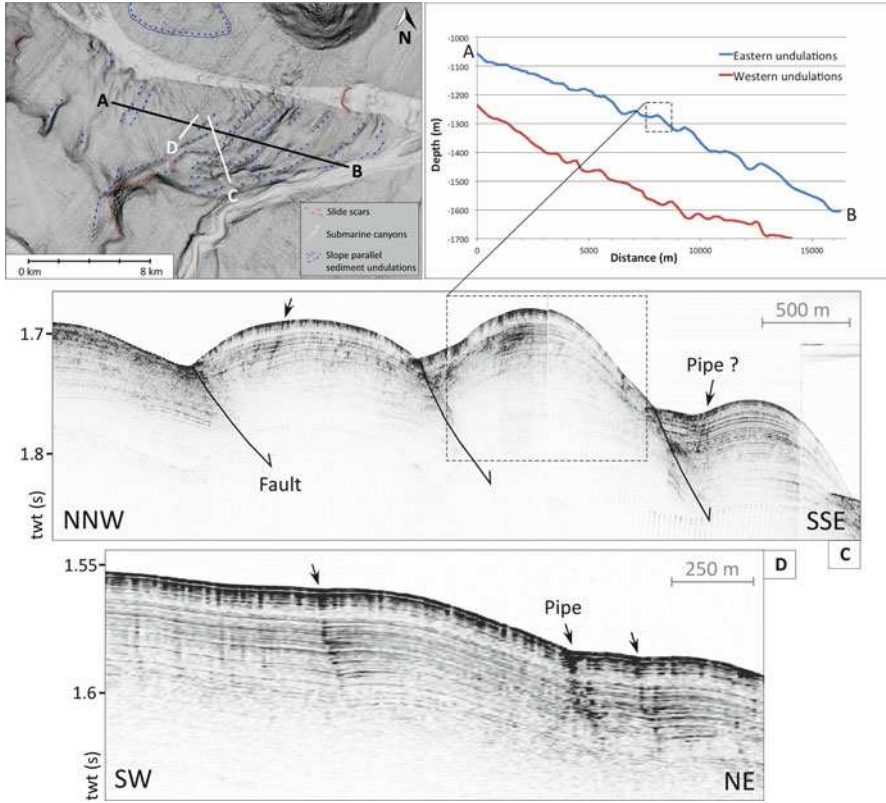 N
A
D
C
B
Slide scars
Submarine canyons
Slope parallel
sediment undulations
0 km
8 km
-1000
-1100
-1200
-1300
-1400
-1500
-1600
-1700
Depth (m)
A
Eastern undulations
Western undulations
B
0
5000
10000
15000
Distance (m)
500 m
1.7
1.8
twt (s)
Pipe ?
Fault
NNW
SSE
C
D
1.55
1.6
twt (s)
250 m
Pipe
SW
NE